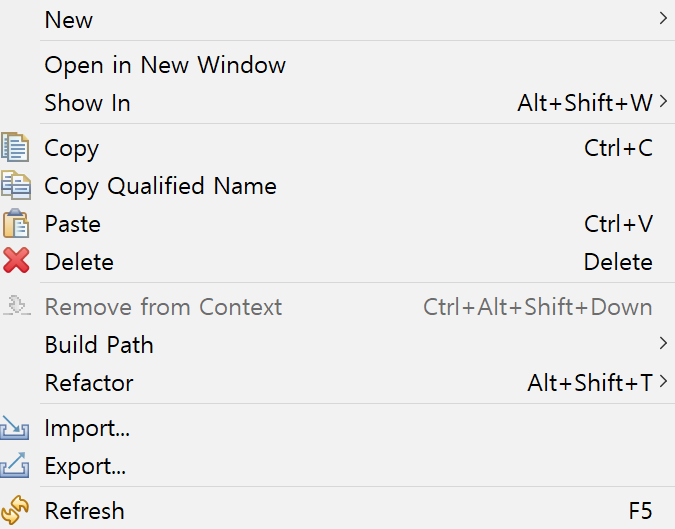 New
Open in New Window
Show In Alt+Shift+W
Copy Ctrl+C
Copy Qualified Name
Paste Ctrl+V
Delete Delete
Remove from Context Ctrl+Alt+Shift+Down
Build Path
Refactor Alt+Shift+T
Import...
Export...
Refresh F5